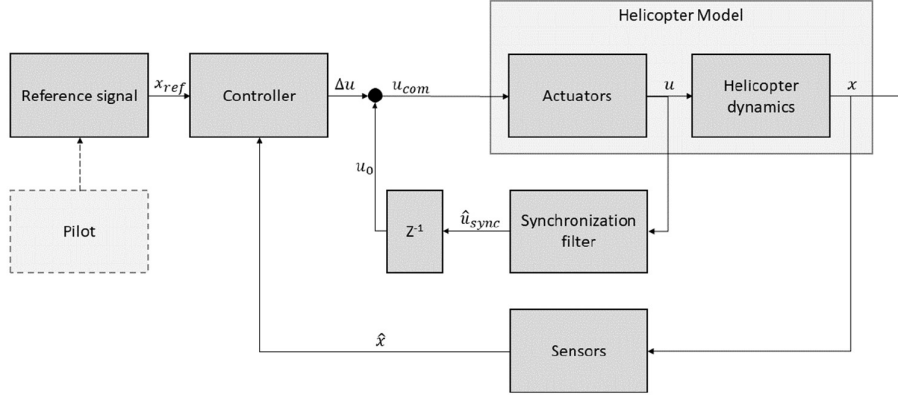 Helicopter Model
Reference signal
x_ref
Controller
Δu
u_com
Actuators
u
Helicopter
dynamics
x
u_0
Pilot
Z⁻¹
û_sync
Synchronization
filter
x̂
Sensors